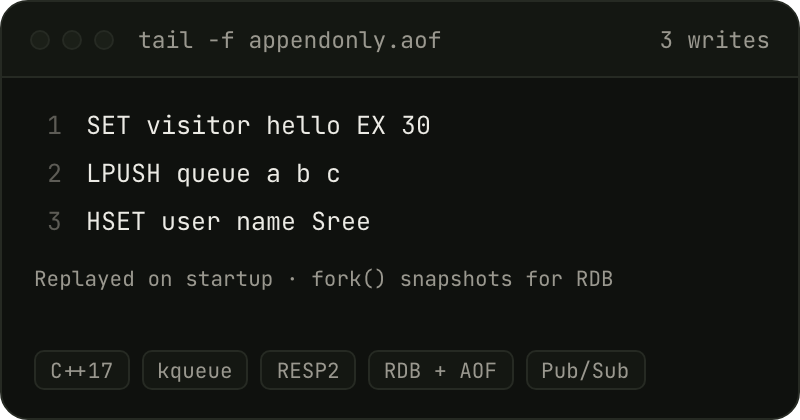 tail -f appendonly.aof 3 writes
1 SET visitor hello EX 30
2 LPUSH queue a b c
3 HSET user name Sree
Replayed on startup · fork() snapshots for RDB
C++17 kqueue RESP2 RDB + AOF Pub/Sub